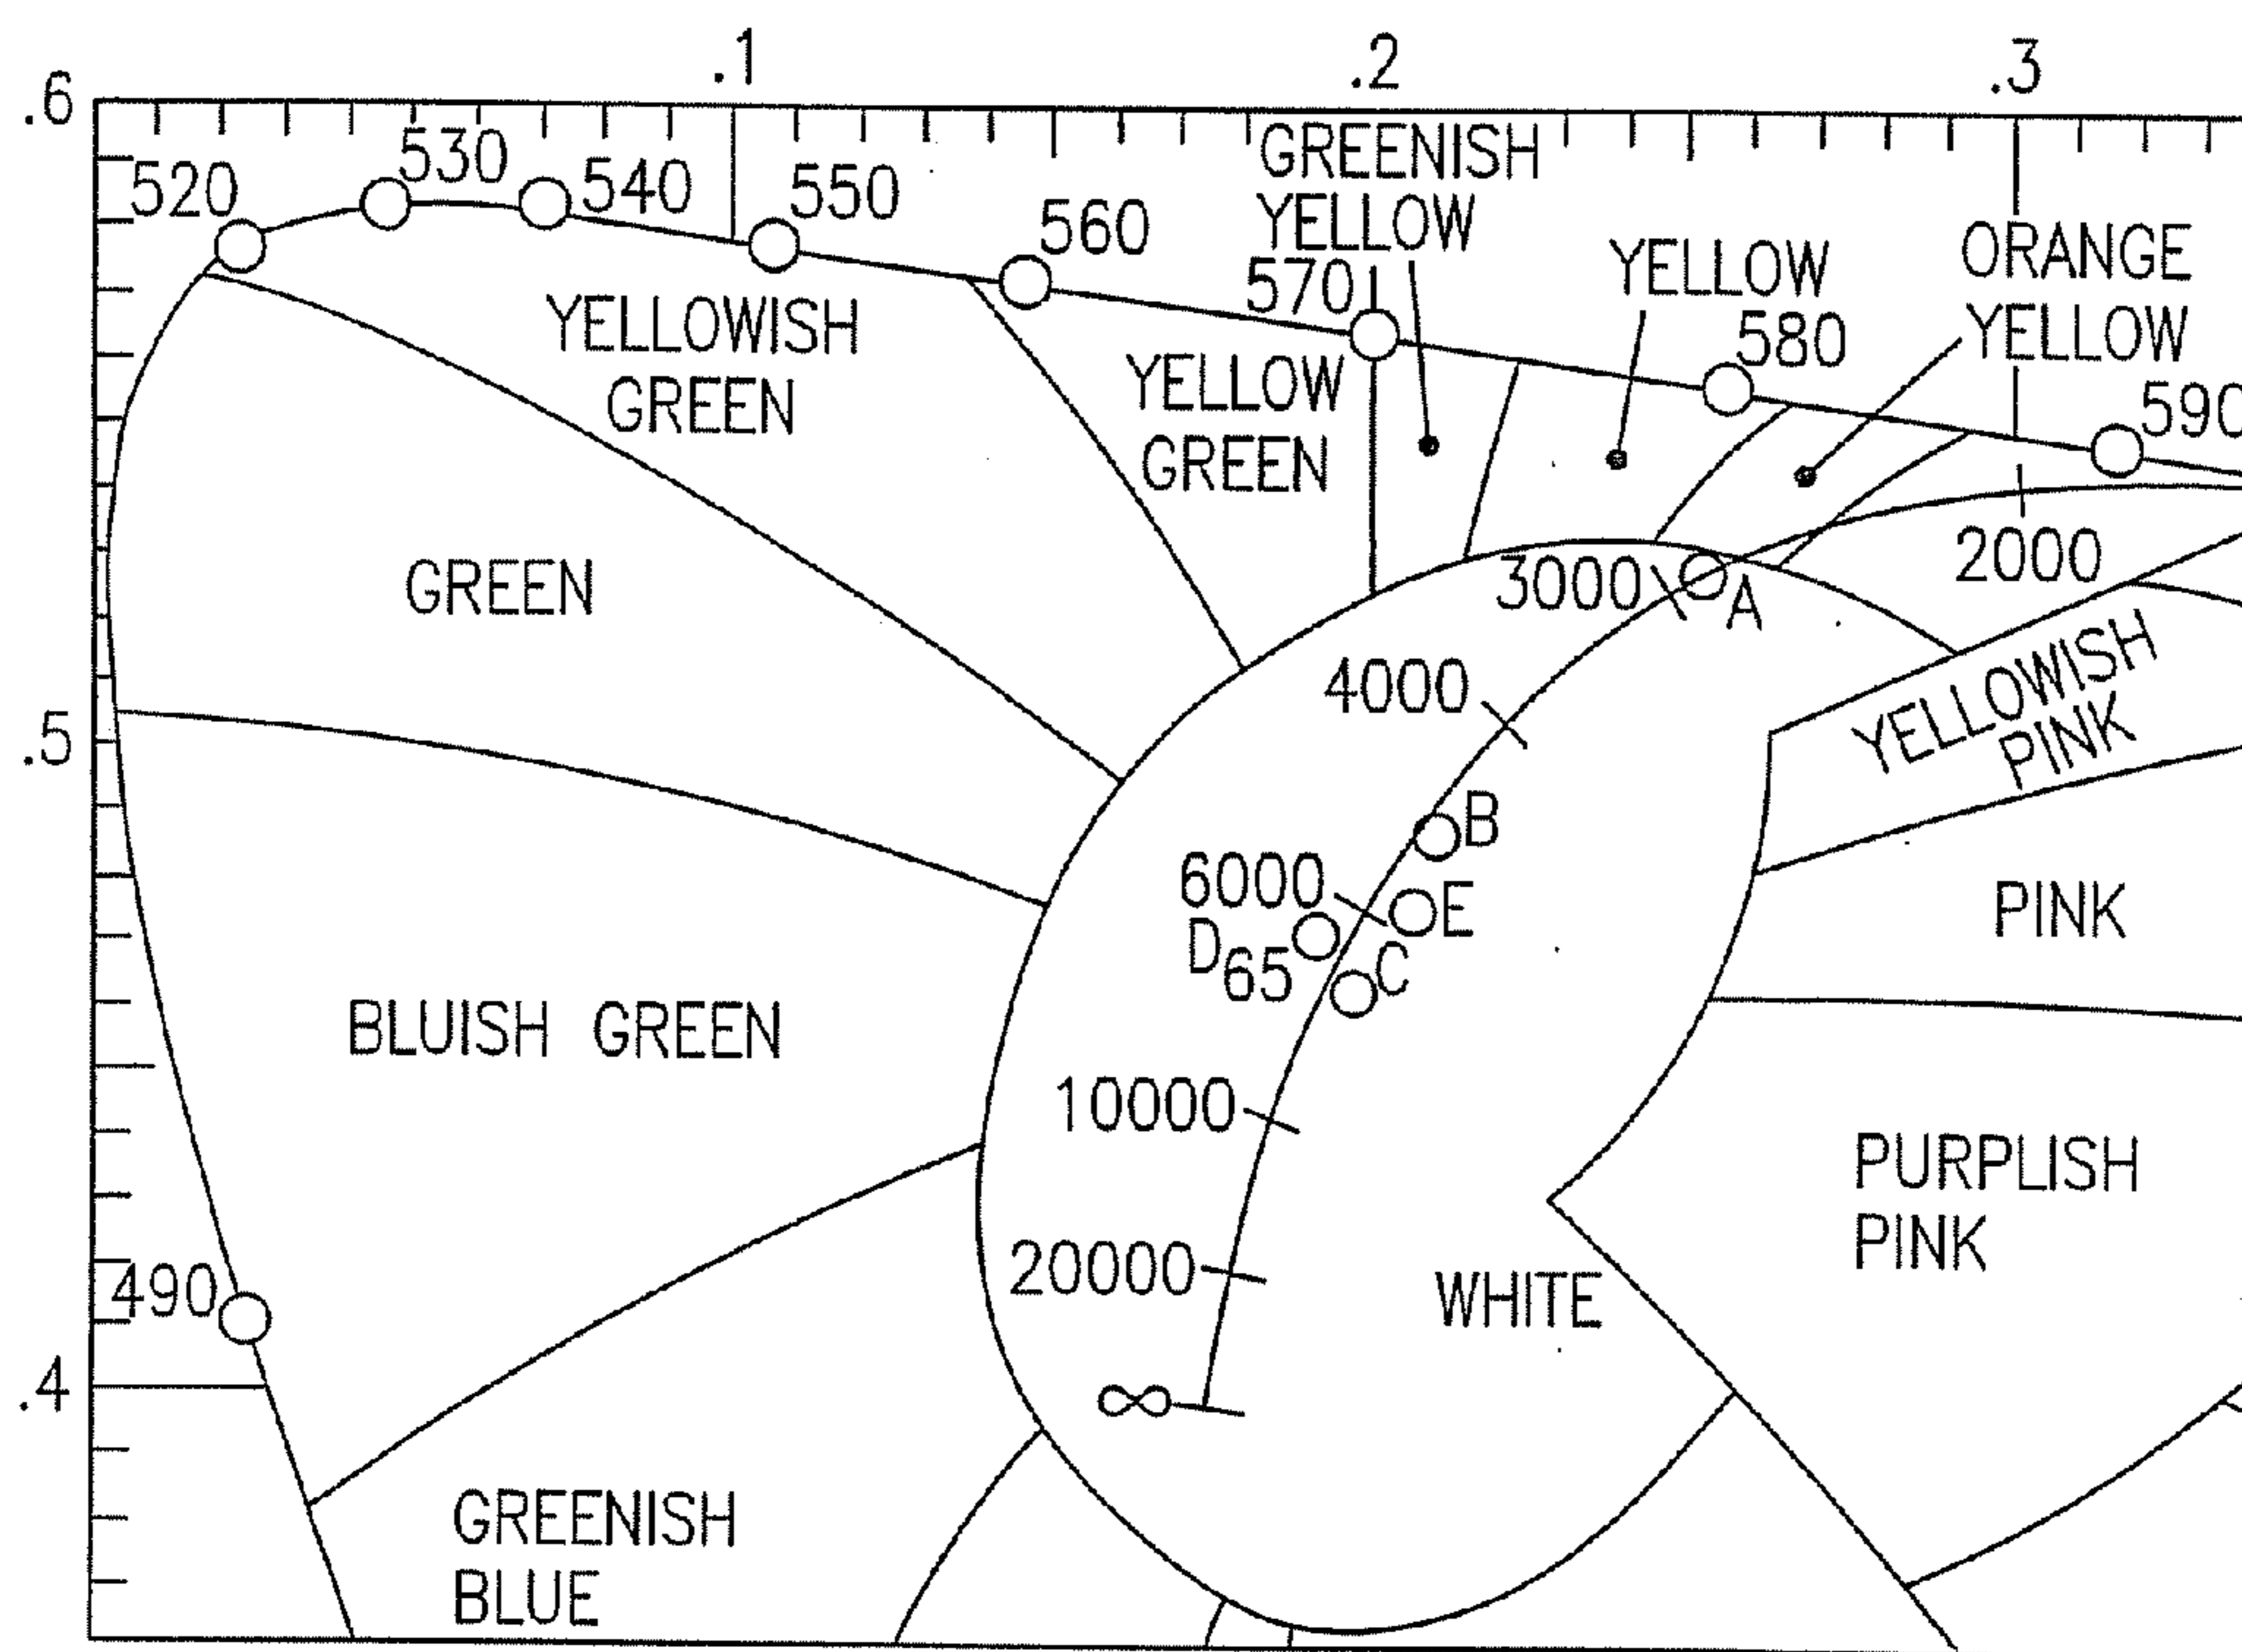 .1
.2
.3
.6
520
530
540
550
560
GREENISH
YELLOW
570
YELLOW
580
ORANGE
YELLOW
590
YELLOWISH
GREEN
YELLOW
GREEN
GREEN
3000
A
2000
4000
YELLOWISH
PINK
.5
B
6000
E
D65
C
PINK
BLUISH GREEN
10000
PURPLISH
PINK
20000
WHITE
490
.4
∞
GREENISH
BLUE